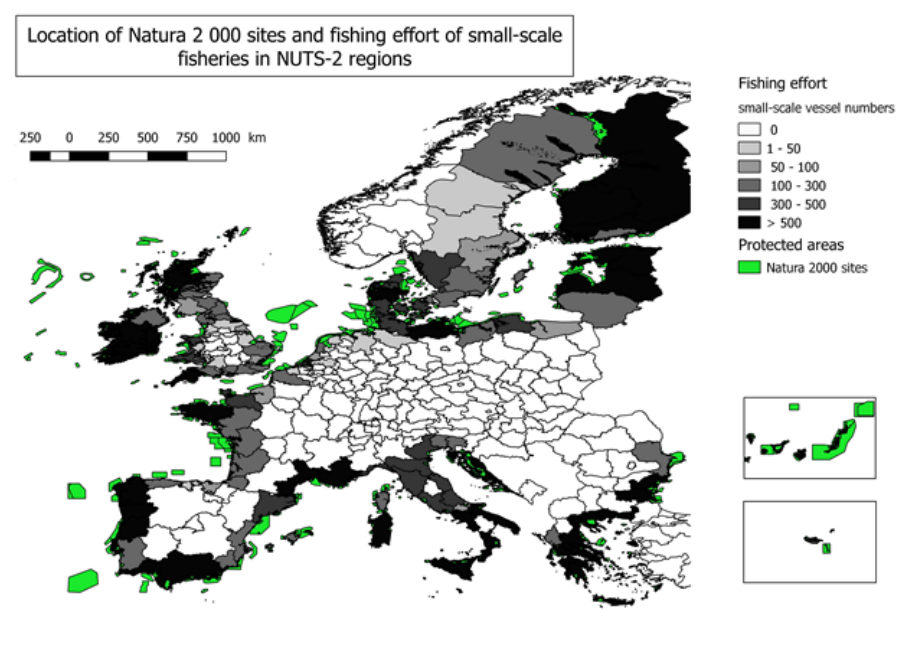 Location of Natura 2 000 sites and fishing effort of small-scale
fisheries in NUTS-2 regions
250 0 250 500 750 1000 km
Fishing effort
small-scale vessel numbers
0
1 - 50
50 - 100
100 - 300
300 - 500
> 500
Protected areas
Natura 2000 sites